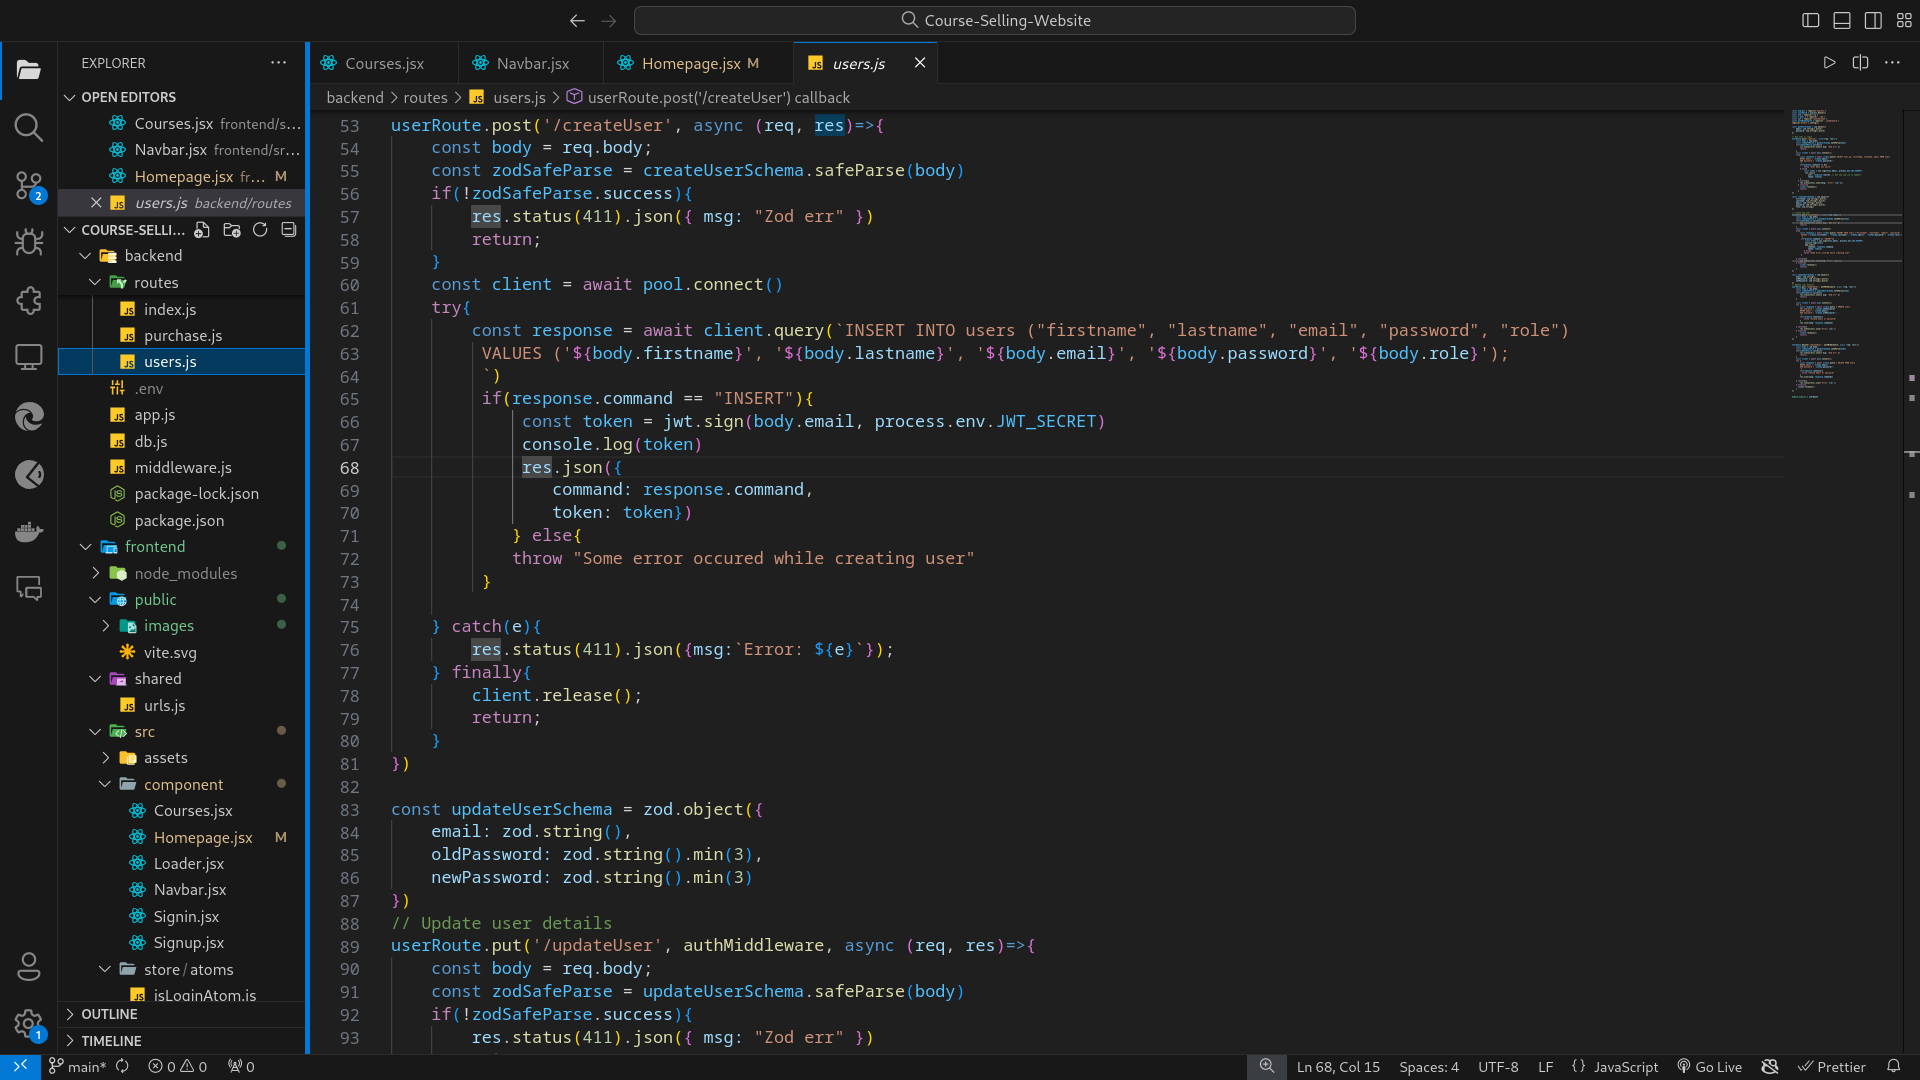 Course-Selling-Website
EXPLORER
OPEN EDITORS
Courses.jsx frontend/s...
Navbar.jsx frontend/sr...
Homepage.jsx fr... M
users.js backend/routes
COURSE-SELLI...
backend
routes
index.js
purchase.js
users.js
.env
app.js
db.js
middleware.js
package-lock.json
package.json
frontend
node_modules
public
images
vite.svg
shared
urls.js
src
assets
component
Courses.jsx
Homepage.jsx M
Loader.jsx
Navbar.jsx
Signin.jsx
Signup.jsx
store/atoms
isLoginAtom.js
OUTLINE
TIMELINE
2
1
Courses.jsx Navbar.jsx Homepage.jsx M users.js
backend > routes > users.js > userRoute.post('/createUser') callback
53 userRoute.post('/createUser', async (req, res)=>{
54 const body = req.body;
55 const zodSafeParse = createUserSchema.safeParse(body)
56 if(!zodSafeParse.success){
57 res.status(411).json({ msg: "Zod err" })
58 return;
59 }
60 const client = await pool.connect()
61 try{
62 const response = await client.query(`INSERT INTO users ("firstname", "lastname", "email", "password", "role")
63 VALUES ('${body.firstname}', '${body.lastname}', '${body.email}', '${body.password}', '${body.role}');
64 `)
65 if(response.command == "INSERT"){
66 const token = jwt.sign(body.email, process.env.JWT_SECRET)
67 console.log(token)
68 res.json({
69 command: response.command,
70 token: token})
71 } else{
72 throw "Some error occured while creating user"
73 }
74
75 } catch(e){
76 res.status(411).json({msg:`Error: ${e}`});
77 } finally{
78 client.release();
79 return;
80 }
81 })
82
83 const updateUserSchema = zod.object({
84 email: zod.string(),
85 oldPassword: zod.string().min(3),
86 newPassword: zod.string().min(3)
87 })
88 // Update user details
89 userRoute.put('/updateUser', authMiddleware, async (req, res)=>{
90 const body = req.body;
91 const zodSafeParse = updateUserSchema.safeParse(body)
92 if(!zodSafeParse.success){
93 res.status(411).json({ msg: "Zod err" })
main* 0 0 0 Ln 68, Col 15 Spaces: 4 UTF-8 LF {} JavaScript Go Live Prettier